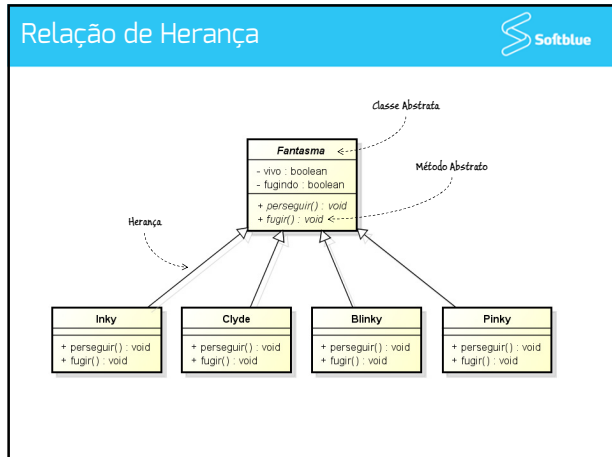 Relação de Herança
Softblue
Classe Abstrata
Fantasma
- vivo : boolean
- fugindo : boolean
Método Abstrato
+ perseguir() : void
+ fugir() : void
Herança
Inky
+ perseguir() : void
+ fugir() : void
Clyde
+ perseguir() : void
+ fugir() : void
Blinky
+ perseguir() : void
+ fugir() : void
Pinky
+ perseguir() : void
+ fugir() : void